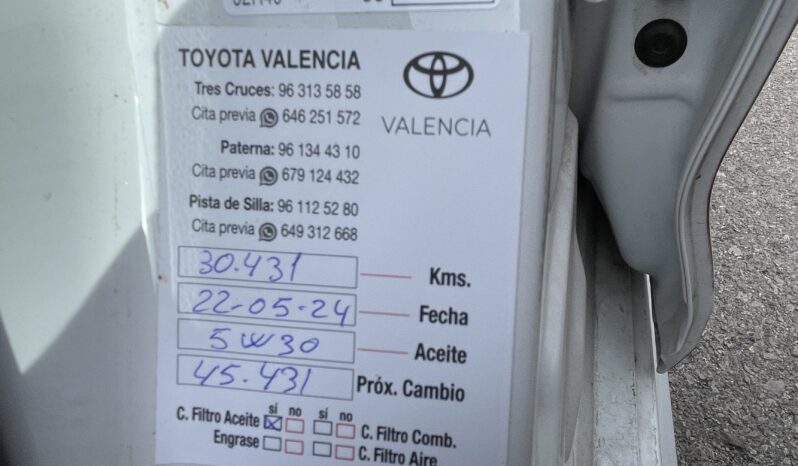 TOYOTA VALENCIA
Tres Cruces: 96 313 58 58
Cita previa 646 251 572
VALENCIA
Paterna: 96 134 43 10
Cita previa 679 124 432
Pista de Silla: 96 112 52 80
Cita previa 649 312 668
30.431 Kms.
22-05-24 Fecha
5W30 Aceite
45.431 Próx. Cambio
sí no sí no
C. Filtro Aceite C. Filtro Comb.
Engrase C. Filtro Aire